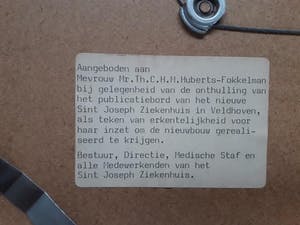 Aangeboden aan
Mevrouw Mr.Th.C.H.M.Huberts-Fokkelman
bij gelegenheid van de onthulling van
het publicatiebord van het nieuwe
Sint Joseph Ziekenhuis in Veldhoven,
als teken van erkentelijkheid voor
haar inzet om de nieuwbouw gereali-
seerd te krijgen.
Bestuur, Directie, Medische Staf en
alle Medewerkenden van het
Sint Joseph Ziekenhuis.